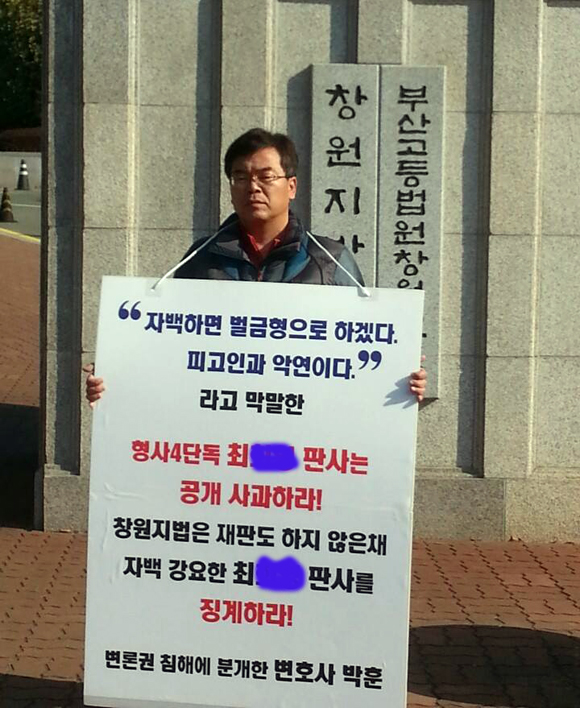 창원지방
부산고등법원창원
“자백하면 벌금형으로 하겠다.
피고인과 악연이다.”
라고 막말한
형사4단독 최 판사는
공개 사과하라!
창원지법은 재판도 하지 않은채
자백 강요한 최 판사를
징계하라!
변론권 침해에 분개한 변호사 박훈